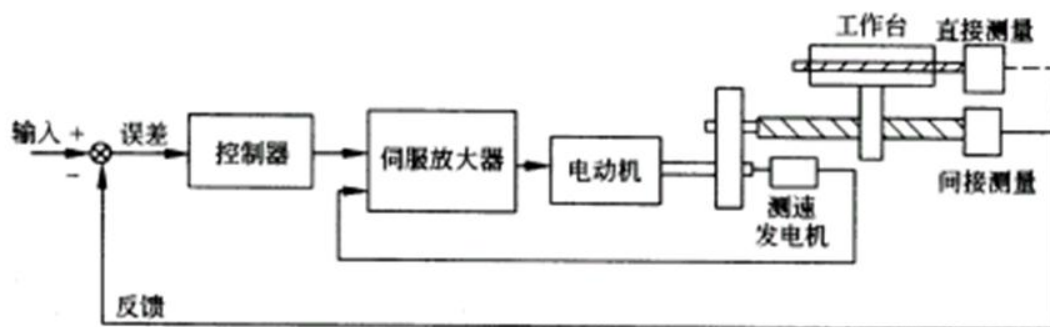 工作台
直接测量
输入
+
误差
-
控制器
伺服放大器
电动机
测速
发电机
间接测量
反馈